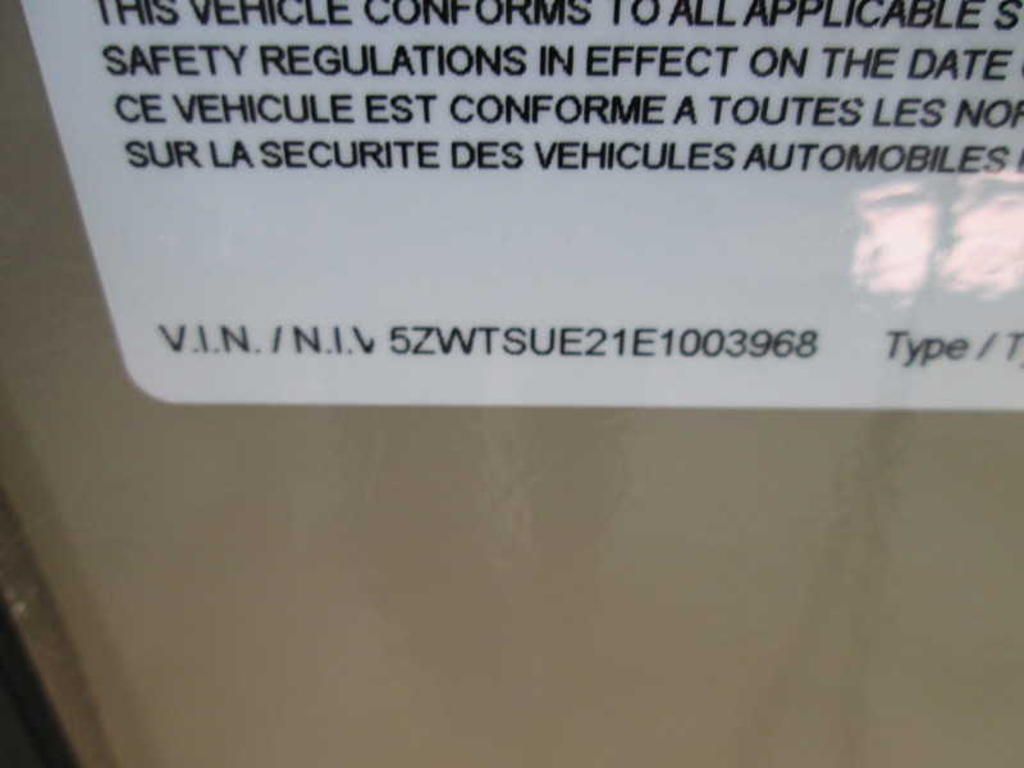 THIS VEHICLE CONFORMS TO ALL APPLICABLE
SAFETY REGULATIONS IN EFFECT ON THE DATE
CE VEHICULE EST CONFORME A TOUTES LES
SUR LA SECURITE DES VEHICULES AUTOMOBILES
V.I.N. / N.I.V 5ZWTSUE21E1003968 Type /